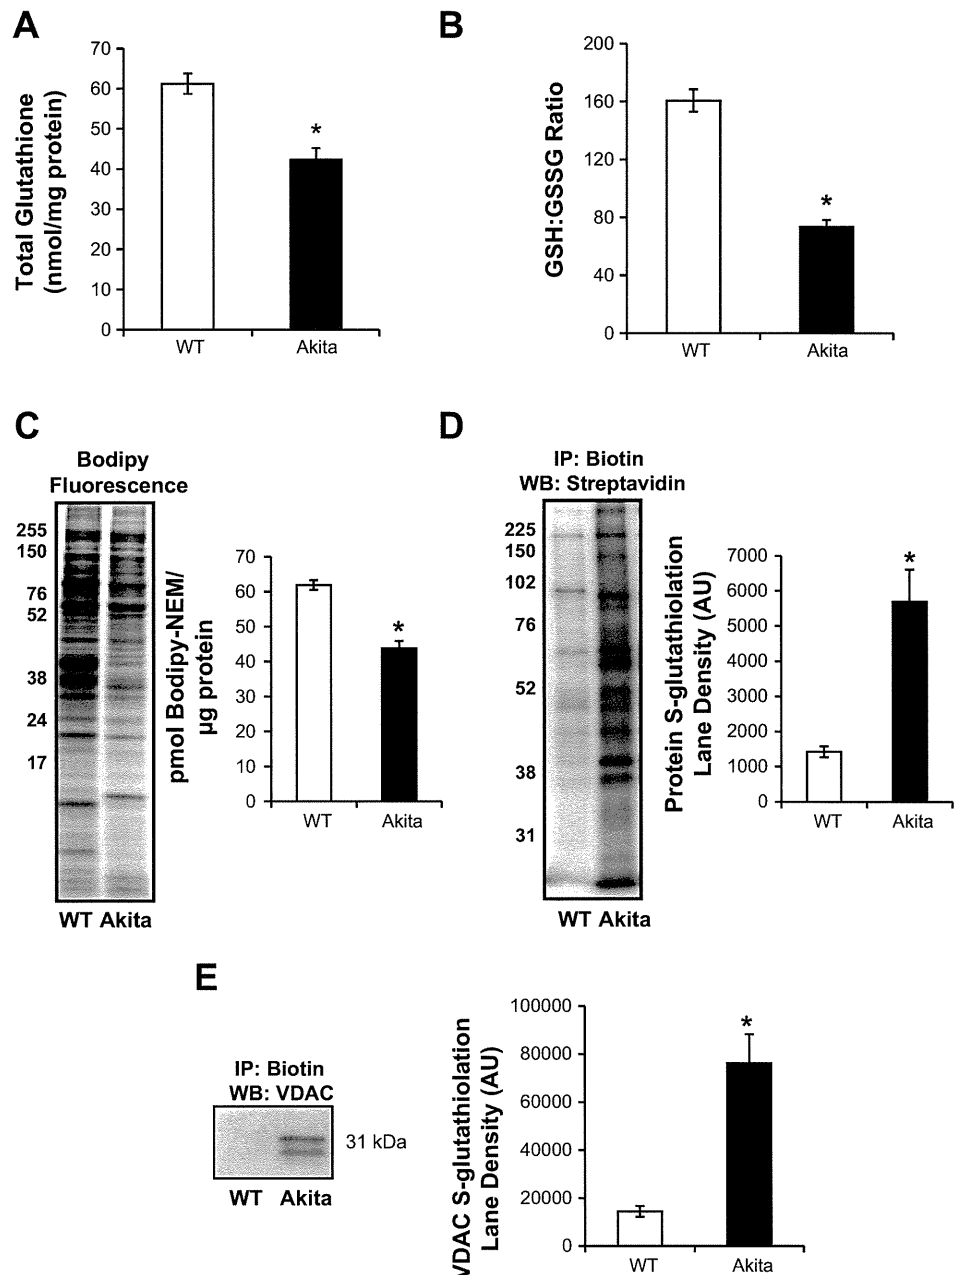 A
Total Glutathione
(nmol/mg protein)
70
60
50
40
30
20
10
0
*
WT
Akita
B
GSH:GSSG Ratio
200
160
120
80
40
0
*
WT
Akita
C
Bodipy
Fluorescence
255
150
76
52
38
24
17
WT Akita
pmol Bodipy-NEM/
µg protein
70
60
50
40
30
20
10
0
*
WT
Akita
D
IP: Biotin
WB: Streptavidin
225
150
102
76
52
38
31
WT Akita
Protein S-glutathiolation
Lane Density (AU)
7000
6000
5000
4000
3000
2000
1000
0
*
WT
Akita
E
IP: Biotin
WB: VDAC
31 kDa
WT Akita
VDAC S-glutathiolation
Lane Density (AU)
100000
80000
60000
40000
20000
0
*
WT
Akita